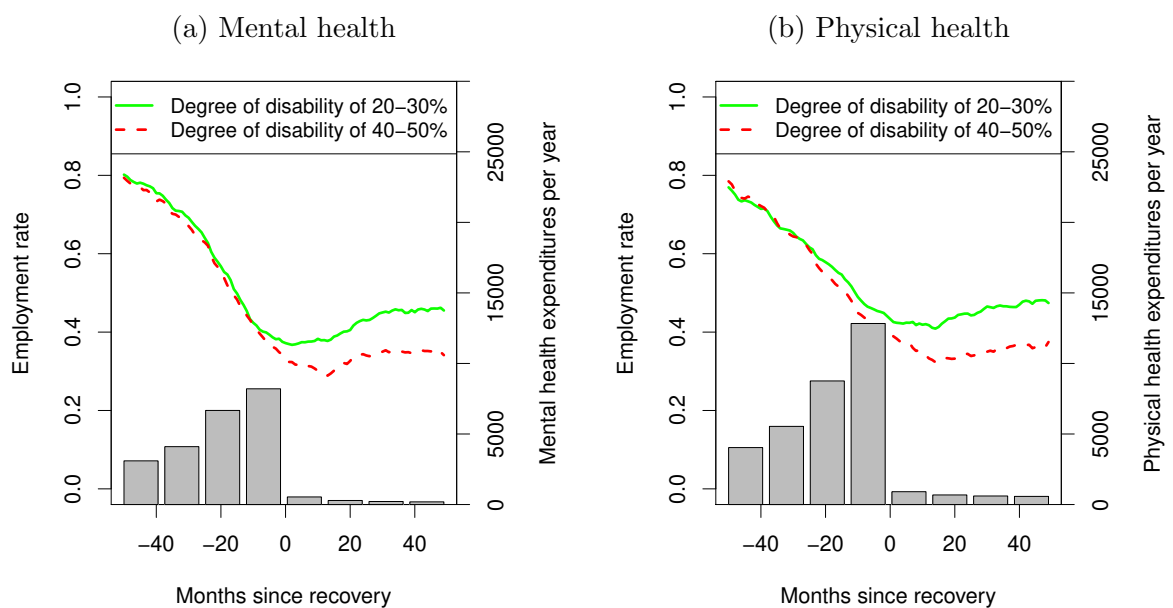 (a) Mental health
Degree of disability of 20−30%
Degree of disability of 40−50%
Employment rate
1.0
0.8
0.6
0.4
0.2
0.0
25000
15000
5000
0
Mental health expenditures per year
−40 −20 0 20 40
Months since recovery
(b) Physical health
Degree of disability of 20−30%
Degree of disability of 40−50%
Employment rate
1.0
0.8
0.6
0.4
0.2
0.0
25000
15000
5000
0
Physical health expenditures per year
−40 −20 0 20 40
Months since recovery